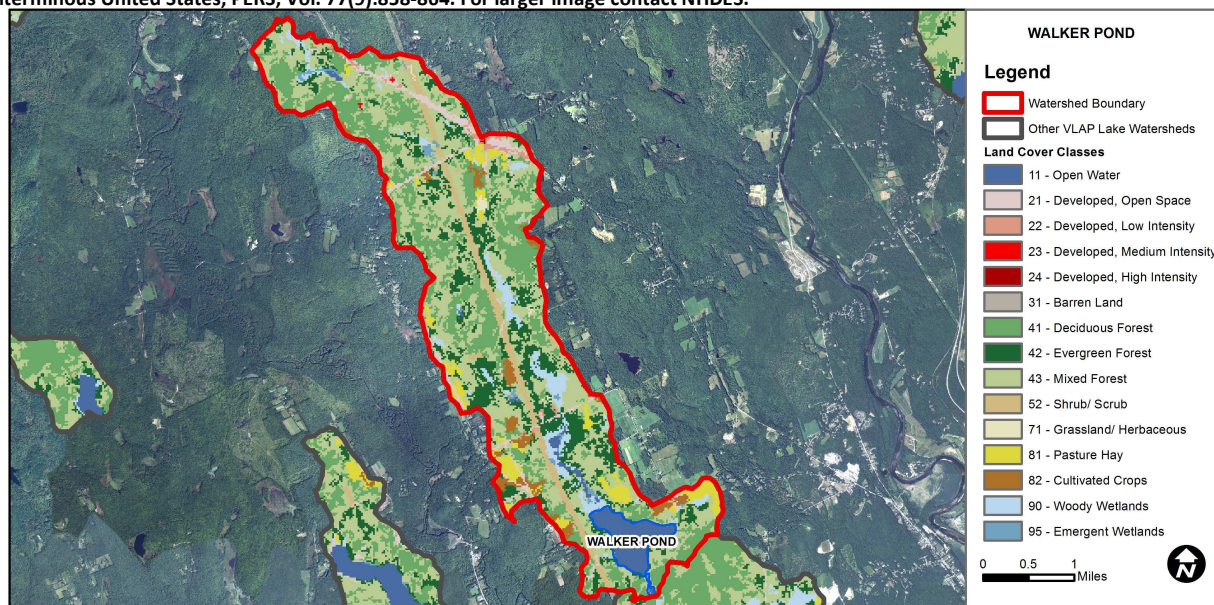 nterminous United States, PERS, Vol. 77(9):858-864. For larger image contact NHDES.
WALKER POND
Legend
Watershed Boundary
Other VLAP Lake Watersheds
Land Cover Classes
11 - Open Water
21 - Developed, Open Space
22 - Developed, Low Intensity
23 - Developed, Medium Intensity
24 - Developed, High Intensity
31 - Barren Land
41 - Deciduous Forest
42 - Evergreen Forest
43 - Mixed Forest
52 - Shrub/ Scrub
71 - Grassland/ Herbaceous
81 - Pasture Hay
82 - Cultivated Crops
90 - Woody Wetlands
95 - Emergent Wetlands
0 0.5 1
Miles
N
WALKER POND